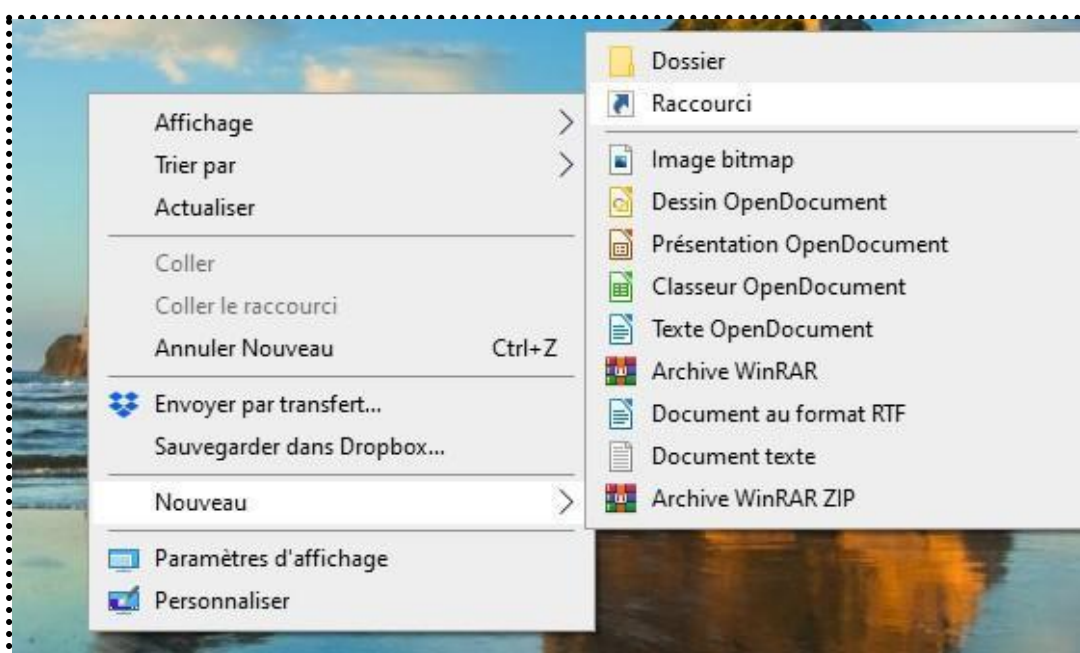 Affichage
Trier par
Actualiser
Coller
Coller le raccourci
Annuler Nouveau Ctrl+Z
Envoyer par transfert...
Sauvegarder dans Dropbox...
Nouveau
Paramètres d'affichage
Personnaliser
Dossier
Raccourci
Image bitmap
Dessin OpenDocument
Présentation OpenDocument
Classeur OpenDocument
Texte OpenDocument
Archive WinRAR
Document au format RTF
Document texte
Archive WinRAR ZIP